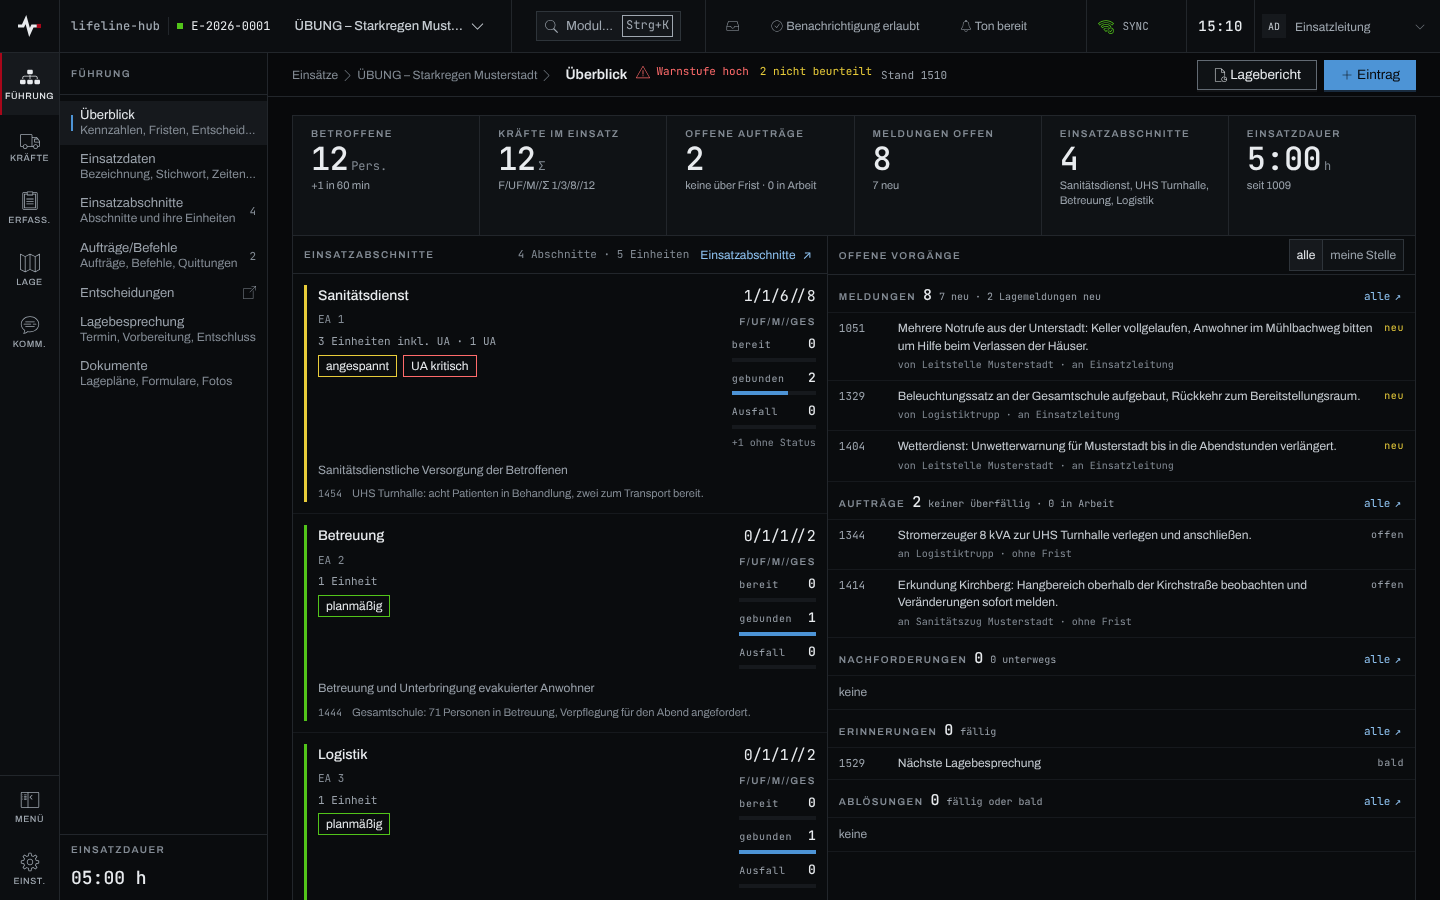 lifeline-hub
E-2026-0001
ÜBUNG – Starkregen Must...
Modul...
Strg+K
Benachrichtigung erlaubt
Ton bereit
SYNC
15:10
AD
Einsatzleitung
FÜHRUNG
KRÄFTE
ERFASS.
LAGE
KOMM.
MENÜ
EINST.
FÜHRUNG
Überblick
Kennzahlen, Fristen, Entscheid...
Einsatzdaten
Bezeichnung, Stichwort, Zeiten...
Einsatzabschnitte
Abschnitte und ihre Einheiten
4
Aufträge/Befehle
Aufträge, Befehle, Quittungen
2
Entscheidungen
Lagebesprechung
Termin, Vorbereitung, Entschluss
Dokumente
Lagepläne, Formulare, Fotos
EINSATZDAUER
05:00 h
Einsätze
ÜBUNG – Starkregen Musterstadt
Überblick
Warnstufe hoch
2 nicht beurteilt
Stand 1510
Lagebericht
+ Eintrag
BETROFFENE
12 Pers.
+1 in 60 min
KRÄFTE IM EINSATZ
12 Σ
F/UF/M//Σ 1/3/8//12
OFFENE AUFTRÄGE
2
keine über Frist · 0 in Arbeit
MELDUNGEN OFFEN
8
7 neu
EINSATZABSCHNITTE
4
Sanitätsdienst, UHS Turnhalle,
Betreuung, Logistik
EINSATZDAUER
5:00 h
seit 1009
EINSATZABSCHNITTE
4 Abschnitte · 5 Einheiten
Einsatzabschnitte ↗
Sanitätsdienst
1/1/6//8
EA 1
F/UF/M//GES
3 Einheiten inkl. UA · 1 UA
bereit 0
angespannt
UA kritisch
gebunden 2
Ausfall 0
+1 ohne Status
Sanitätsdienstliche Versorgung der Betroffenen
1454 UHS Turnhalle: acht Patienten in Behandlung, zwei zum Transport bereit.
Betreuung
0/1/1//2
EA 2
F/UF/M//GES
1 Einheit
bereit 0
planmäßig
gebunden 1
Ausfall 0
Betreuung und Unterbringung evakuierter Anwohner
1444 Gesamtschule: 71 Personen in Betreuung, Verpflegung für den Abend angefordert.
Logistik
0/1/1//2
EA 3
F/UF/M//GES
1 Einheit
bereit 0
planmäßig
gebunden 1
Ausfall 0
OFFENE VORGÄNGE
alle
meine Stelle
MELDUNGEN 8 7 neu · 2 Lagemeldungen neu
alle ↗
1051 Mehrere Notrufe aus der Unterstadt: Keller vollgelaufen, Anwohner im Mühlbachweg bitten neu
um Hilfe beim Verlassen der Häuser.
von Leitstelle Musterstadt · an Einsatzleitung
1329 Beleuchtungssatz an der Gesamtschule aufgebaut, Rückkehr zum Bereitstellungsraum. neu
von Logistiktrupp · an Einsatzleitung
1404 Wetterdienst: Unwetterwarnung für Musterstadt bis in die Abendstunden verlängert. neu
von Leitstelle Musterstadt · an Einsatzleitung
AUFTRÄGE 2 keiner überfällig · 0 in Arbeit
alle ↗
1344 Stromerzeuger 8 kVA zur UHS Turnhalle verlegen und anschließen. offen
an Logistiktrupp · ohne Frist
1414 Erkundung Kirchberg: Hangbereich oberhalb der Kirchstraße beobachten und offen
Veränderungen sofort melden.
an Sanitätszug Musterstadt · ohne Frist
NACHFORDERUNGEN 0 0 unterwegs
alle ↗
keine
ERINNERUNGEN 0 fällig
alle ↗
1529 Nächste Lagebesprechung bald
ABLÖSUNGEN 0 fällig oder bald
alle ↗
keine